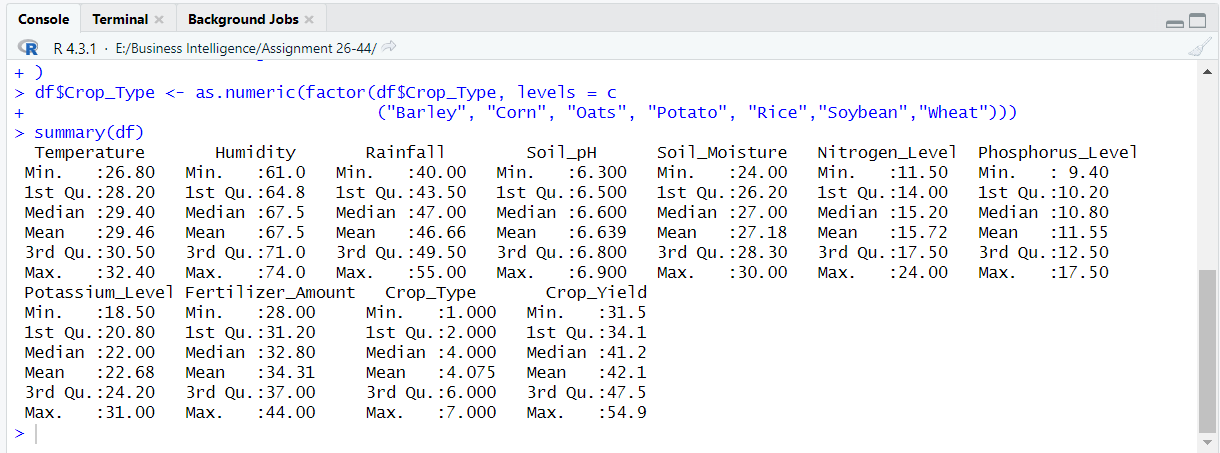 Console Terminal Background Jobs
R 4.3.1 · E:/Business Intelligence/Assignment 26-44/
+ )
> df$Crop_Type <- as.numeric(factor(df$Crop_Type, levels = c
+ ("Barley", "Corn", "Oats", "Potato", "Rice","Soybean","Wheat")))
> summary(df)
Temperature Humidity Rainfall Soil_pH Soil_Moisture Nitrogen_Level Phosphorus_Level
Min. :26.80 Min. :61.0 Min. :40.00 Min. :6.300 Min. :24.00 Min. :11.50 Min. : 9.40
1st Qu.:28.20 1st Qu.:64.8 1st Qu.:43.50 1st Qu.:6.500 1st Qu.:26.20 1st Qu.:14.00 1st Qu.:10.20
Median :29.40 Median :67.5 Median :47.00 Median :6.600 Median :27.00 Median :15.20 Median :10.80
Mean :29.46 Mean :67.5 Mean :46.66 Mean :6.639 Mean :27.18 Mean :15.72 Mean :11.55
3rd Qu.:30.50 3rd Qu.:71.0 3rd Qu.:49.50 3rd Qu.:6.800 3rd Qu.:28.30 3rd Qu.:17.50 3rd Qu.:12.50
Max. :32.40 Max. :74.0 Max. :55.00 Max. :6.900 Max. :30.00 Max. :24.00 Max. :17.50
Potassium_Level Fertilizer_Amount Crop_Type Crop_Yield
Min. :18.50 Min. :28.00 Min. :1.000 Min. :31.5
1st Qu.:20.80 1st Qu.:31.20 1st Qu.:2.000 1st Qu.:34.1
Median :22.00 Median :32.80 Median :4.000 Median :41.2
Mean :22.68 Mean :34.31 Mean :4.075 Mean :42.1
3rd Qu.:24.20 3rd Qu.:37.00 3rd Qu.:6.000 3rd Qu.:47.5
Max. :31.00 Max. :44.00 Max. :7.000 Max. :54.9
>